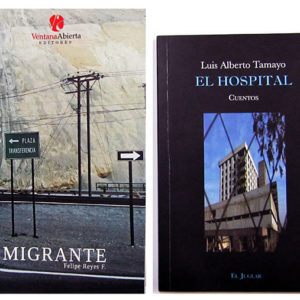 VentanaAbierta
EDITORES
PLAZA
TRANSFERENCIA
MIGRANTE
Felipe Reyes F.
Luis Alberto Tamayo
EL HOSPITAL
CUENTOS
EL JUGLAR